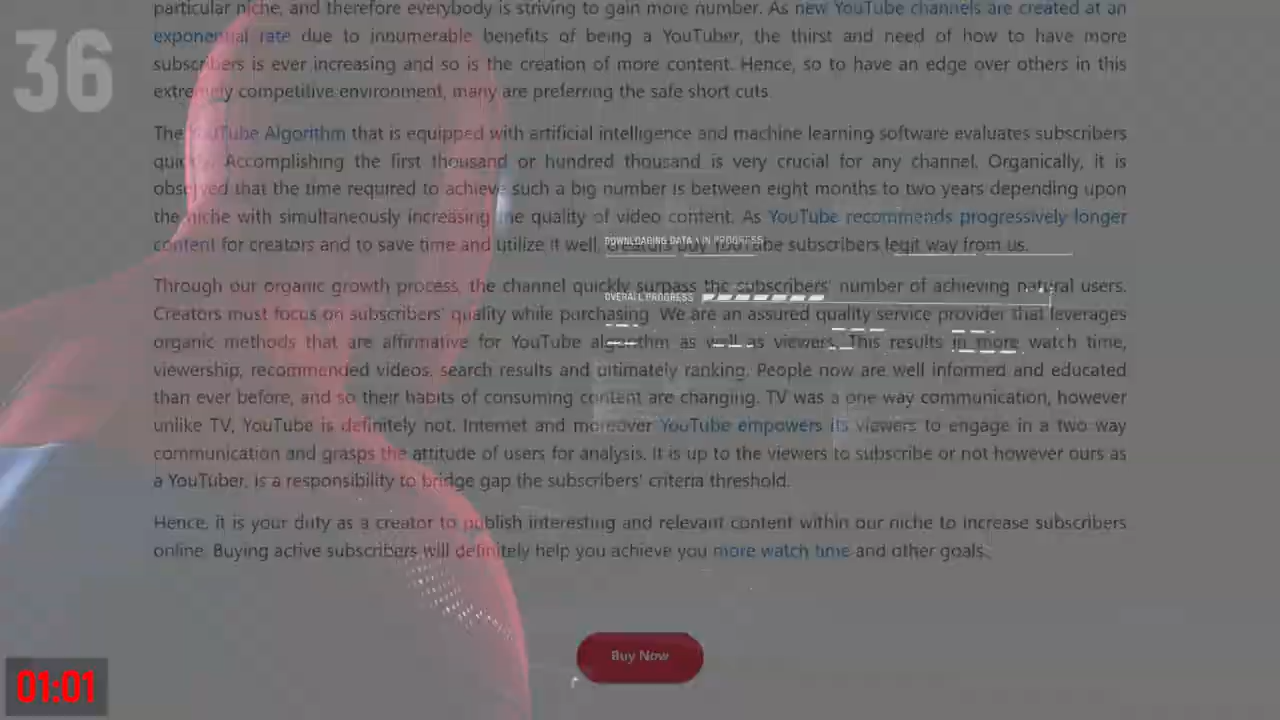 particular niche, and therefore everybody is striving to gain more number. As new YouTube channels are created at an
36
exponential rate due to innumerable benefits of being a YouTuber, the thirst and need of how to have more
subscribers is ever increasing and so is the creation of more content. Hence, so to have an edge over others in this
extremely competitive environment, many are preferring the safe short cuts.
The YouTube Algorithm that is equipped with artificial intelligence and machine learning software evaluates subscribers
quickly. Accomplishing the first thousand or hundred thousand is very crucial for any channel. Organically, it is
observed that the time required to achieve such a big number is between eight months to two years depending upon
the niche with simultaneously increasing the quality of video content. As YouTube recommends progressively longer
content for creators and to save time and utilize it well, creators buy YouTube subscribers legit way from us.
DOWNLOADING DATA \ IN PROGRESS
Through our organic growth process, the channel quickly surpass the subscribers' number of achieving natural users.
OVERALL PROGRESS
Creators must focus on subscribers' quality while purchasing. We are an assured quality service provider that leverages
organic methods that are affirmative for YouTube algorithm as well as viewers. This results in more watch time,
viewership, recommended videos, search results and ultimately ranking. People now are well informed and educated
than ever before, and so their habits of consuming content are changing. TV was a one way communication, however
unlike TV, YouTube is definitely not. Internet and moreover YouTube empowers its viewers to engage in a two way
communication and grasps the attitude of users for analysis. It is up to the viewers to subscribe or not however ours as
a YouTuber, is a responsibility to bridge gap the subscribers' criteria threshold.
Hence, it is your duty as a creator to publish interesting and relevant content within our niche to increase subscribers
online. Buying active subscribers will definitely help you achieve you more watch time and other goals.
Buy Now
01:01